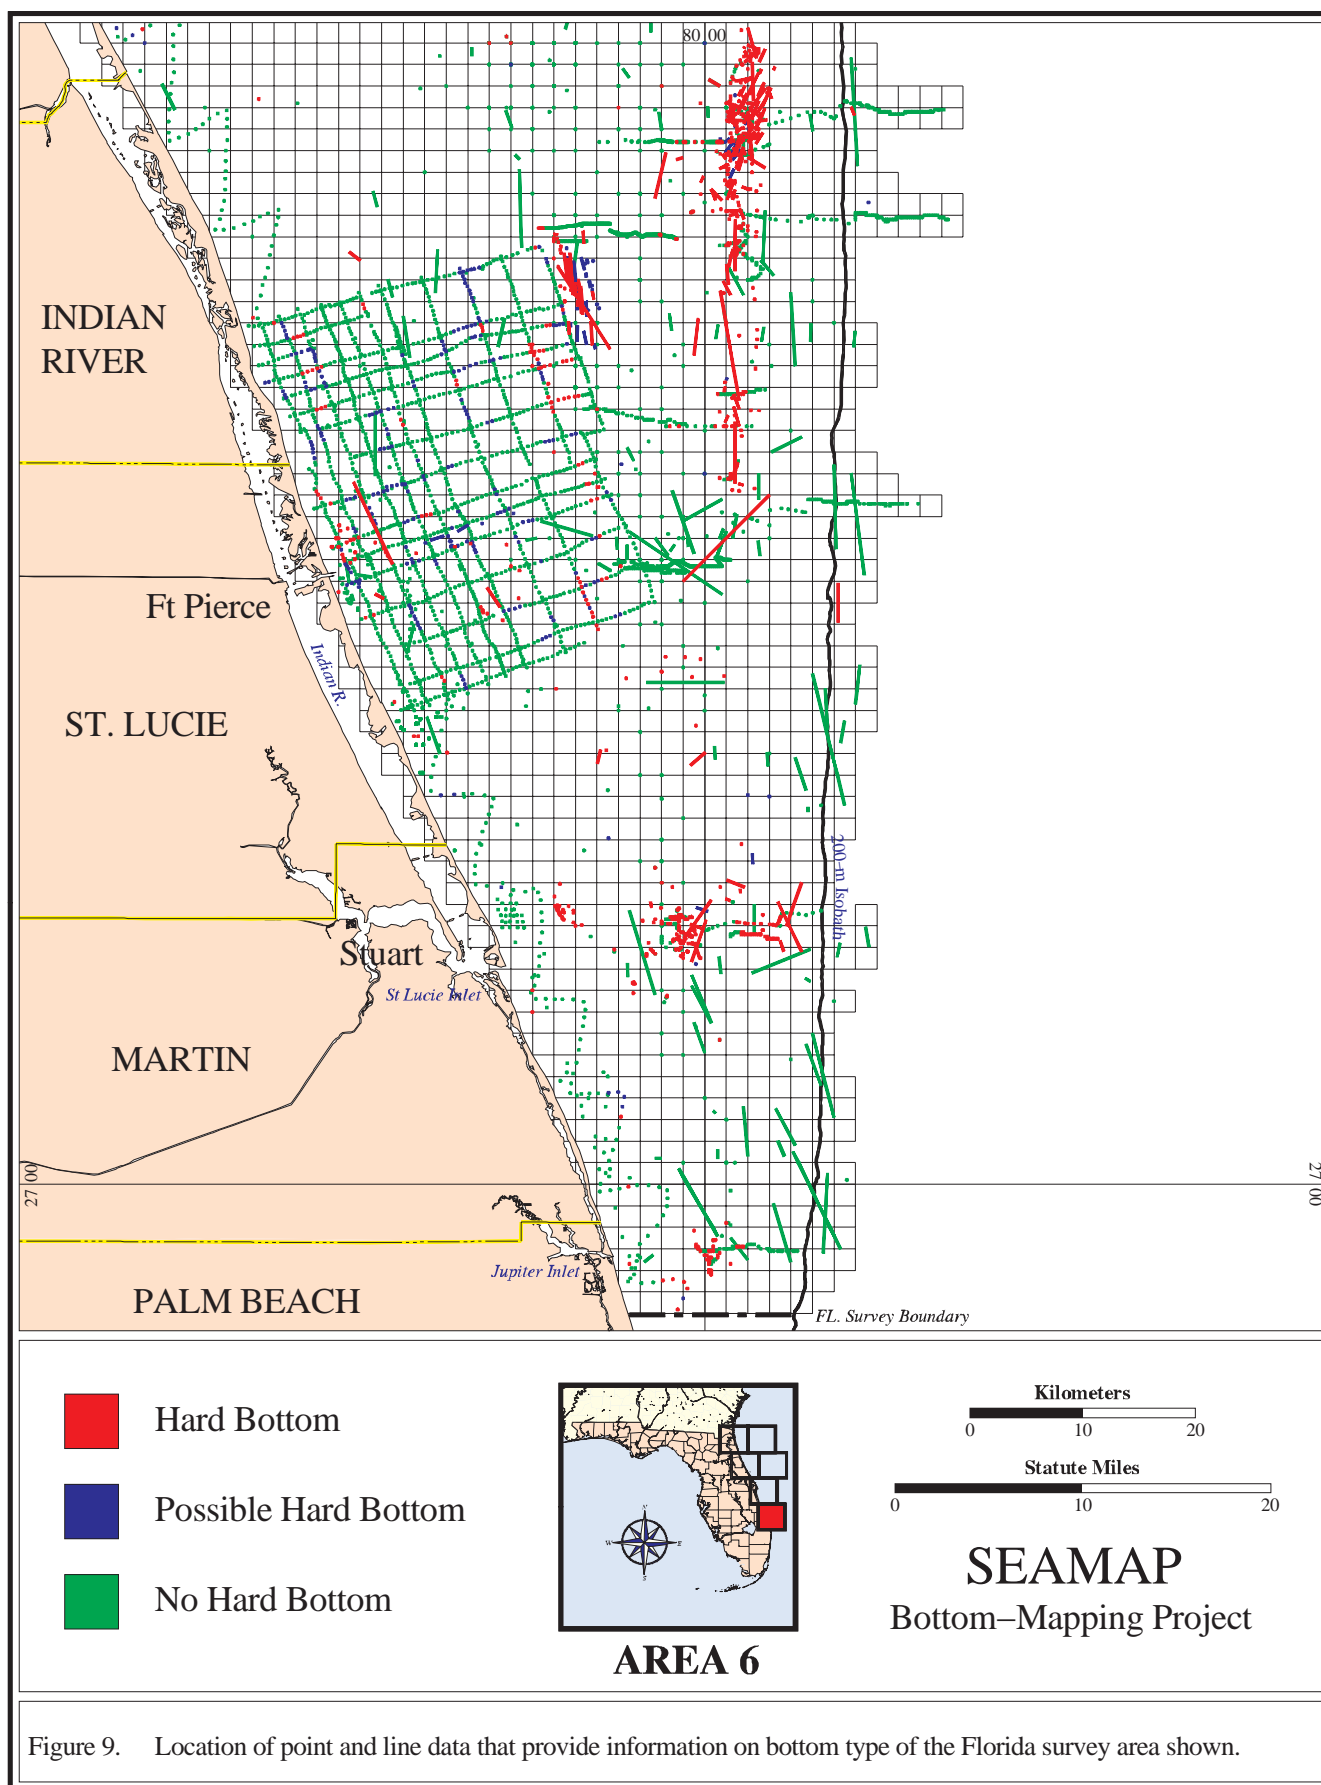 80 00
INDIAN
RIVER
Ft Pierce
Indian R.
ST. LUCIE
200-m Isobath
Stuart
St Lucie Inlet
MARTIN
27 00
27 00
Jupiter Inlet
PALM BEACH
FL. Survey Boundary
Hard Bottom
Possible Hard Bottom
No Hard Bottom
N
W
E
S
AREA 6
Kilometers
0 10 20
Statute Miles
0 10 20
SEAMAP
Bottom–Mapping Project
Figure 9. Location of point and line data that provide information on bottom type of the Florida survey area shown.